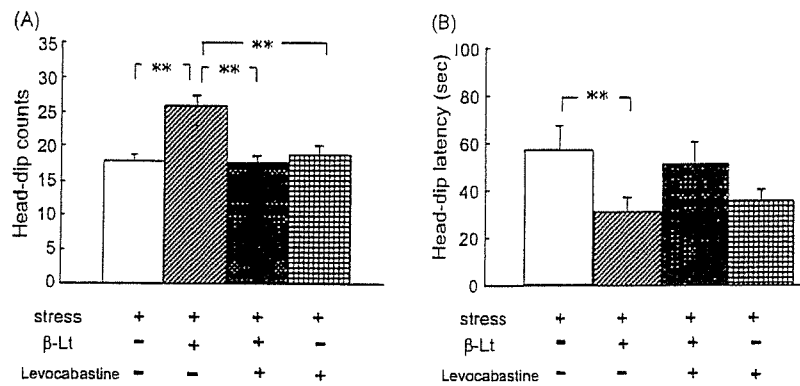 (A)
Head-dip counts
35
30
25
20
15
10
5
0
** ** **
stress + + + +
β-Lt - + + -
Levocabastine - - + +
(B)
Head-dip latency (sec)
100
80
60
40
20
0
**
stress + + + +
β-Lt - + + -
Levocabastine - - + +